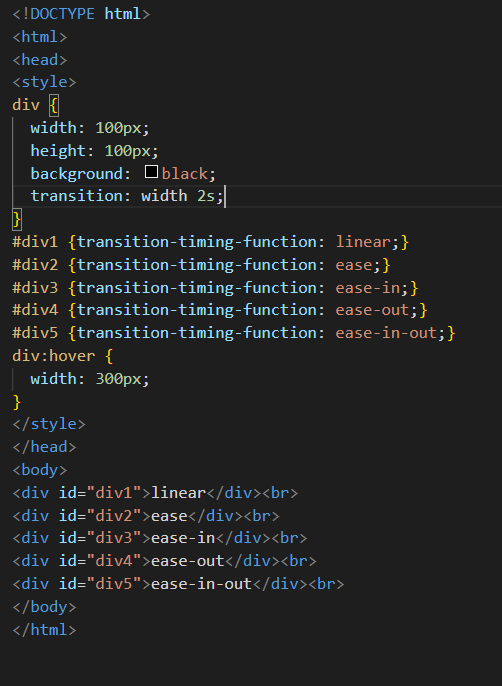 <!DOCTYPE html>
<html>
<head>
<style>
div {
  width: 100px;
  height: 100px;
  background: black;
  transition: width 2s;
}
#div1 {transition-timing-function: linear;}
#div2 {transition-timing-function: ease;}
#div3 {transition-timing-function: ease-in;}
#div4 {transition-timing-function: ease-out;}
#div5 {transition-timing-function: ease-in-out;}
div:hover {
  width: 300px;
}
</style>
</head>
<body>
<div id="div1">linear</div><br>
<div id="div2">ease</div><br>
<div id="div3">ease-in</div><br>
<div id="div4">ease-out</div><br>
<div id="div5">ease-in-out</div><br>
</body>
</html>